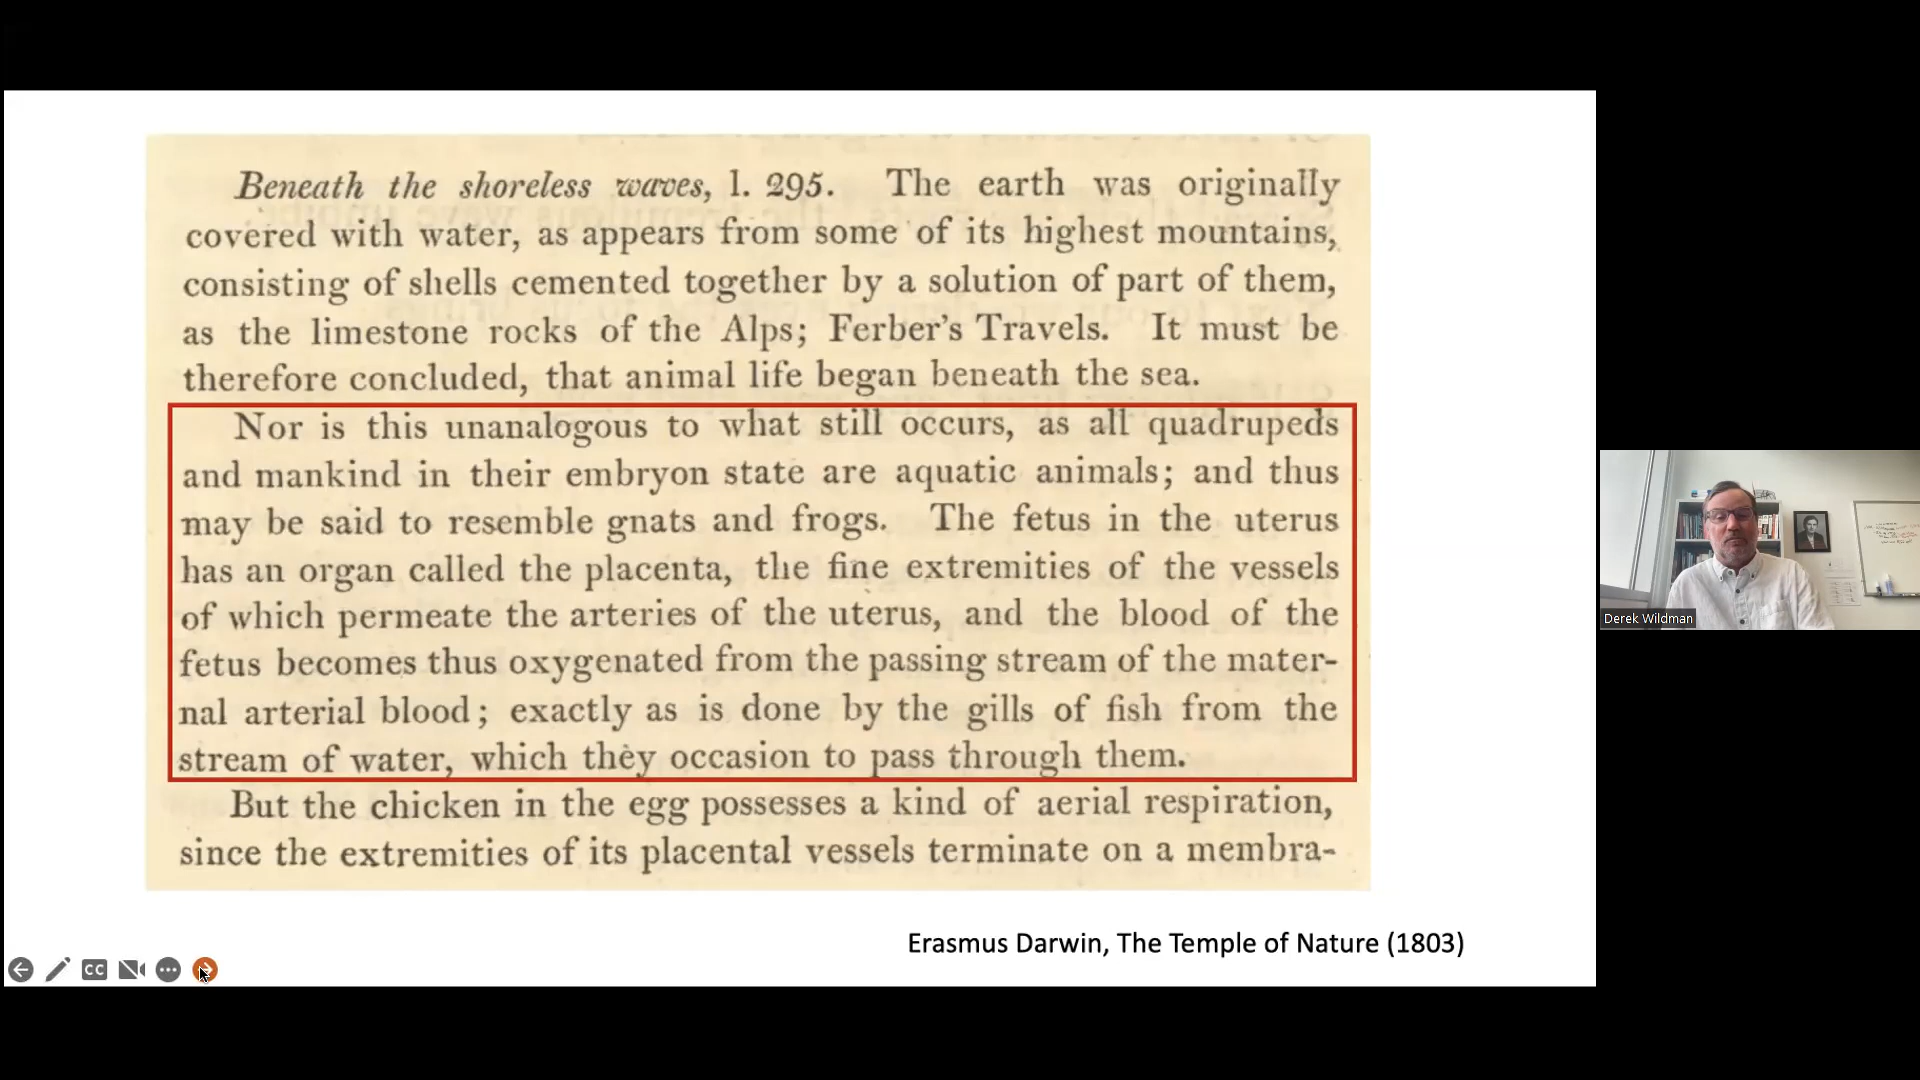 Beneath the shoreless waves, l. 295. The earth was originally
covered with water, as appears from some of its highest mountains,
consisting of shells cemented together by a solution of part of them,
as the limestone rocks of the Alps; Ferber's Travels. It must be
therefore concluded, that animal life began beneath the sea.
Nor is this unanalogous to what still occurs, as all quadrupeds
and mankind in their embryon state are aquatic animals; and thus
may be said to resemble gnats and frogs. The fetus in the uterus
has an organ called the placenta, the fine extremities of the vessels
of which permeate the arteries of the uterus, and the blood of the
fetus becomes thus oxygenated from the passing stream of the mater-
nal arterial blood; exactly as is done by the gills of fish from the
stream of water, which they occasion to pass through them.
But the chicken in the egg possesses a kind of aerial respiration,
since the extremities of its placental vessels terminate on a membra-
Erasmus Darwin, The Temple of Nature (1803)
CC
Derek Wildman